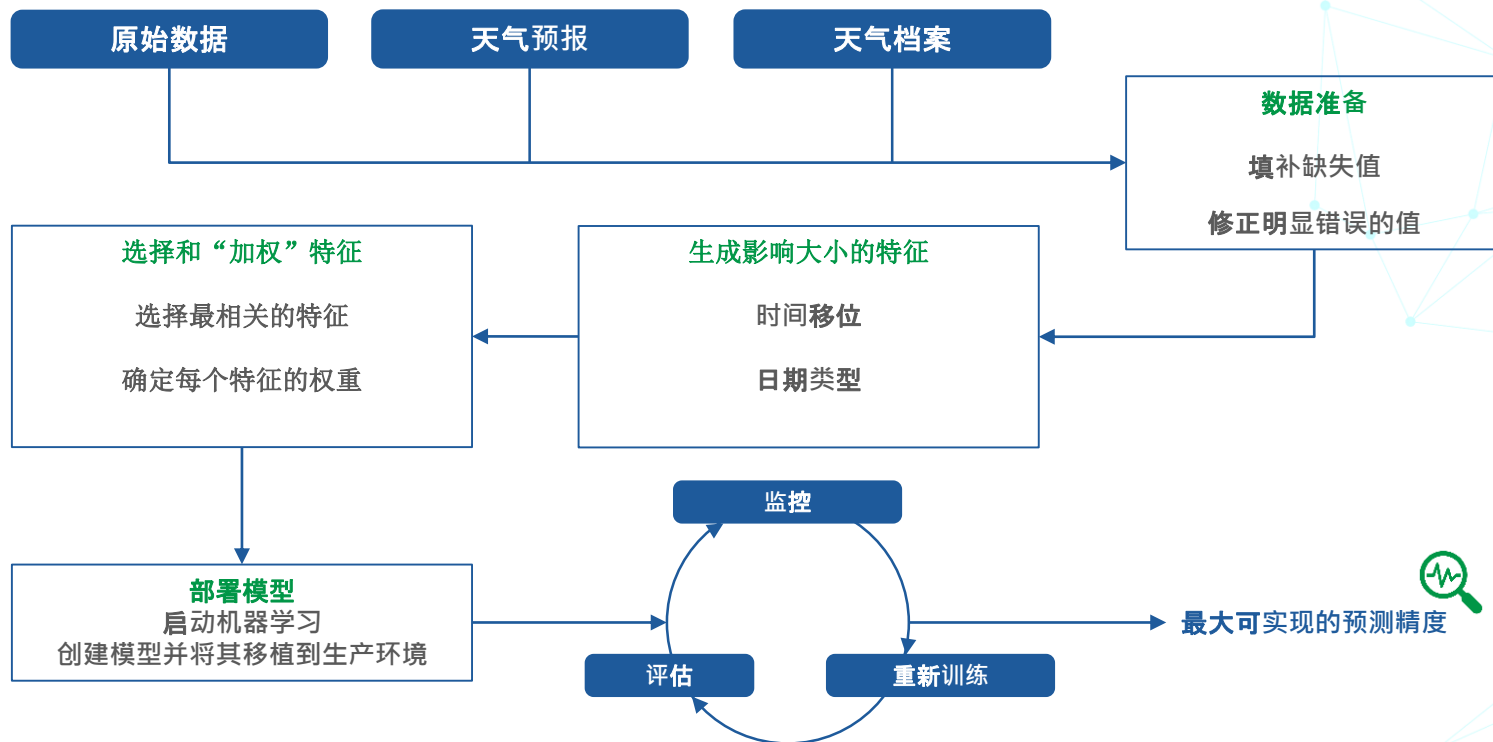 原始数据
天气预报
天气档案
数据准备
填补缺失值
修正明显错误的值
生成影响大小的特征
时间移位
日期类型
选择和“加权”特征
选择最相关的特征
确定每个特征的权重
部署模型
启动机器学习
创建模型并将其移植到生产环境
监控
重新训练
评估
最大可实现的预测精度